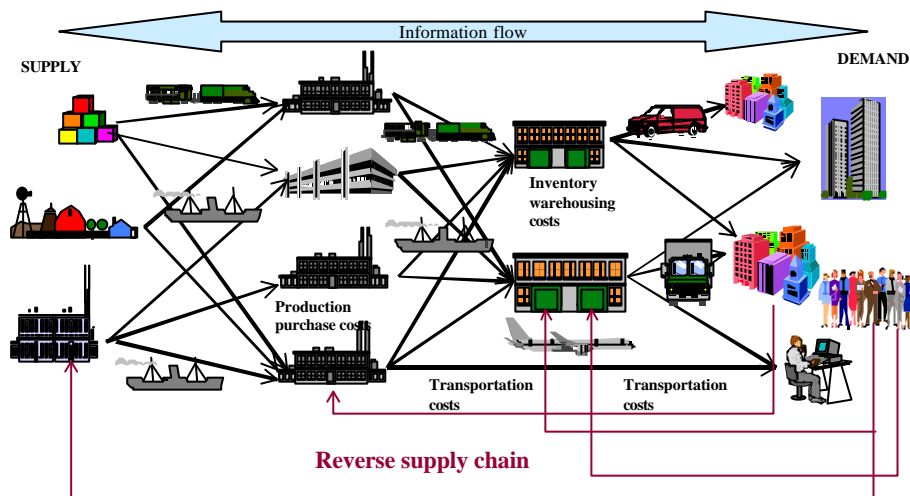 Information flow
SUPPLY
DEMAND
Inventory
warehousing
costs
Production
purchase costs
Transportation
costs
Transportation
costs
Reverse supply chain